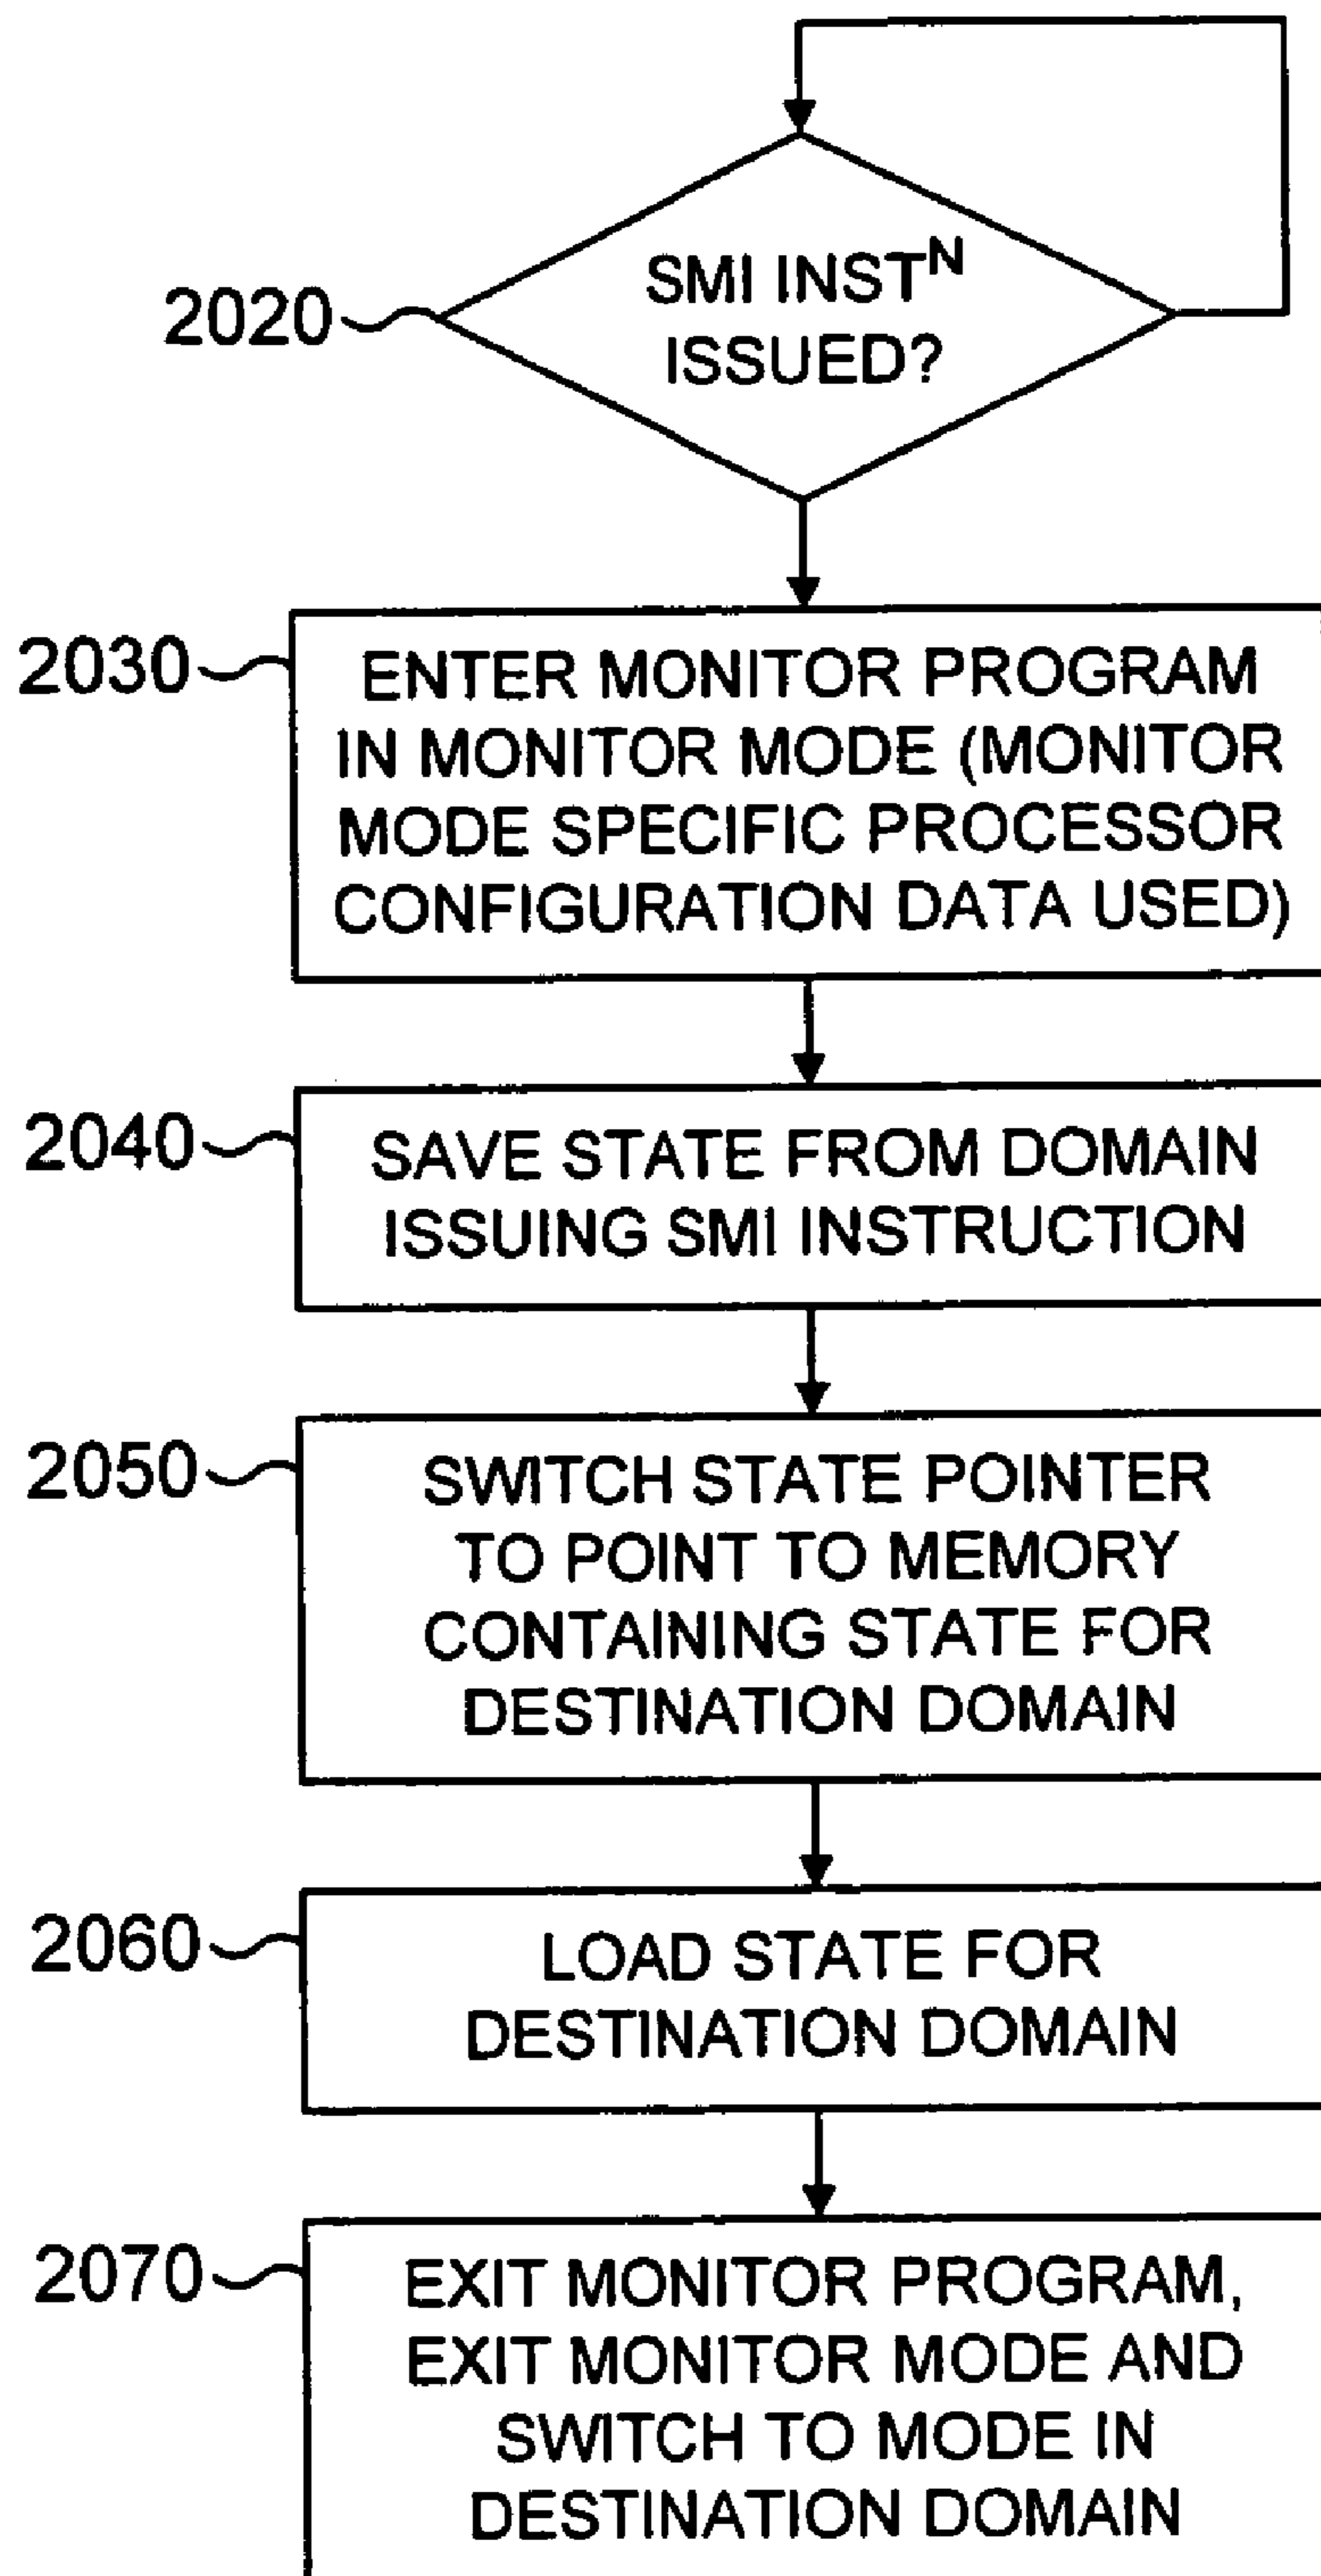 2020
SMI INSTᴺ
ISSUED?
2030
ENTER MONITOR PROGRAM
IN MONITOR MODE (MONITOR
MODE SPECIFIC PROCESSOR
CONFIGURATION DATA USED)
2040
SAVE STATE FROM DOMAIN
ISSUING SMI INSTRUCTION
2050
SWITCH STATE POINTER
TO POINT TO MEMORY
CONTAINING STATE FOR
DESTINATION DOMAIN
2060
LOAD STATE FOR
DESTINATION DOMAIN
2070
EXIT MONITOR PROGRAM,
EXIT MONITOR MODE AND
SWITCH TO MODE IN
DESTINATION DOMAIN